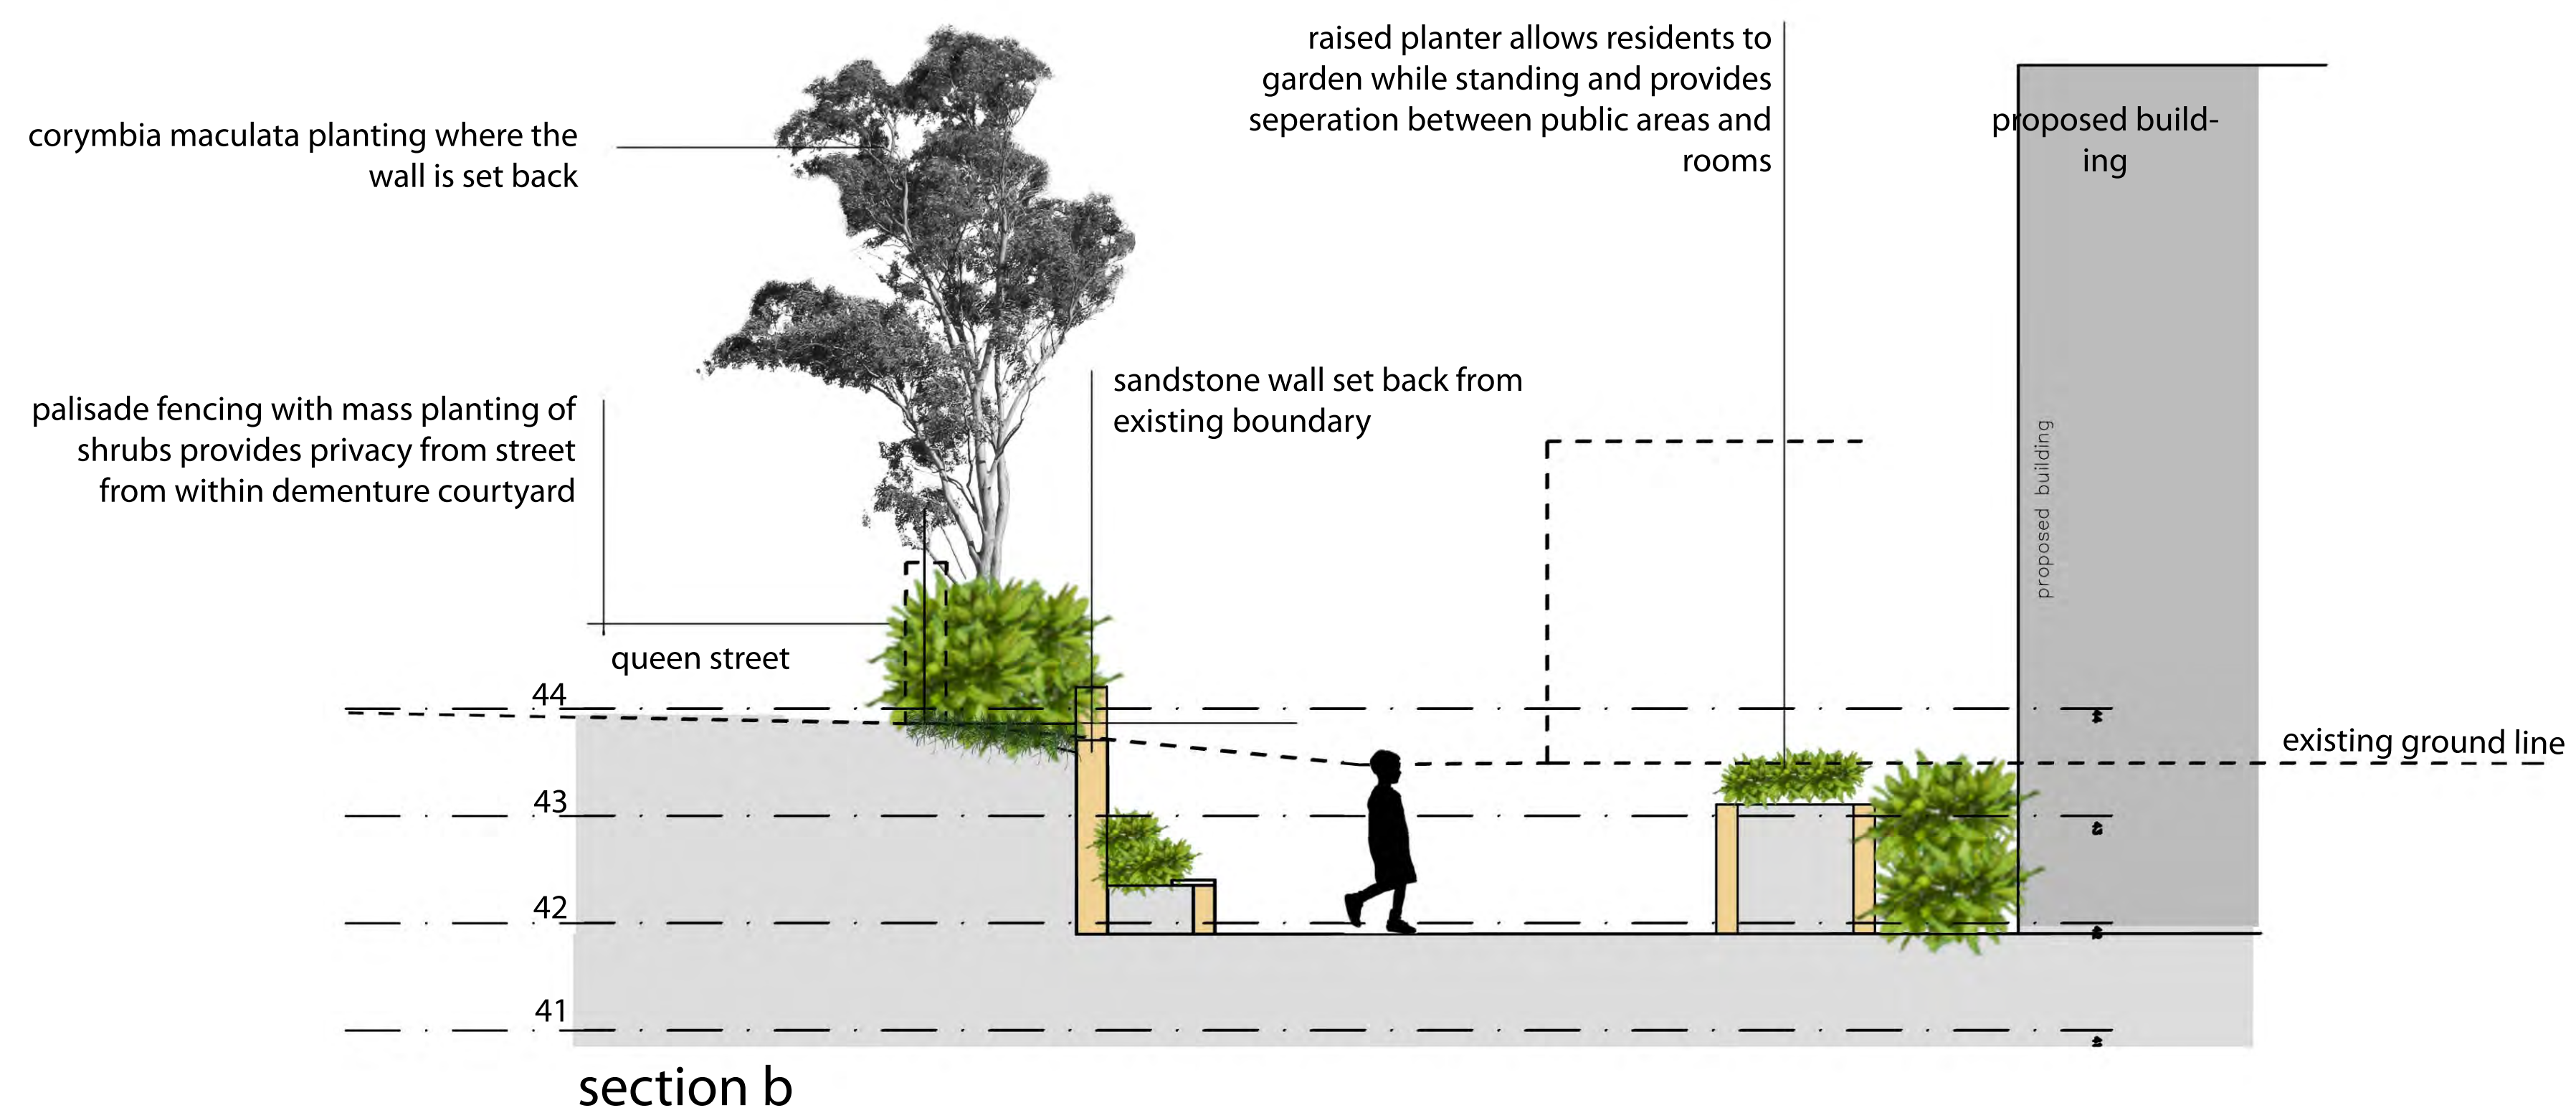 raised planter allows residents to
garden while standing and provides
seperation between public areas and
rooms
corymbia maculata planting where the
wall is set back
proposed build-
ing
palisade fencing with mass planting of
shrubs provides privacy from street
from within dementure courtyard
sandstone wall set back from
existing boundary
proposed building
queen street
44
existing ground line
43
42
41
section b